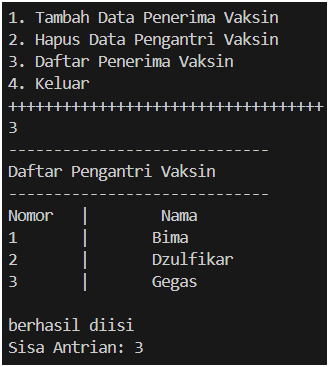 1. Tambah Data Penerima Vaksin
2. Hapus Data Pengantri Vaksin
3. Daftar Penerima Vaksin
4. Keluar
+++++++++++++++++++++++++++++++++++
3
-----------------------------
Daftar Pengantri Vaksin
-----------------------------
Nomor   |        Nama
1       |       Bima
2       |       Dzulfikar
3       |       Gegas
berhasil diisi
Sisa Antrian: 3